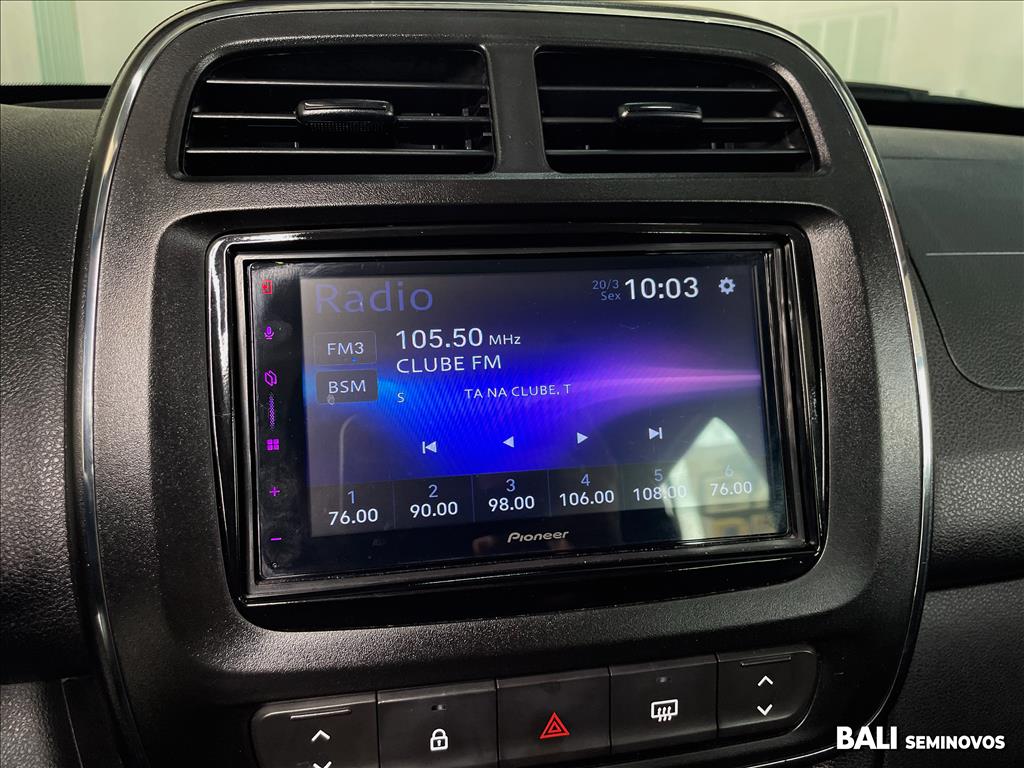 Radio
20/3
Sex
10:03
FM3
105.50 MHz
CLUBE FM
BSM
S
TA NA CLUBE. T
1 2 3 4 5 6
76.00 90.00 98.00 106.00 108.00 76.00
Pioneer
BALI SEMINOVOS